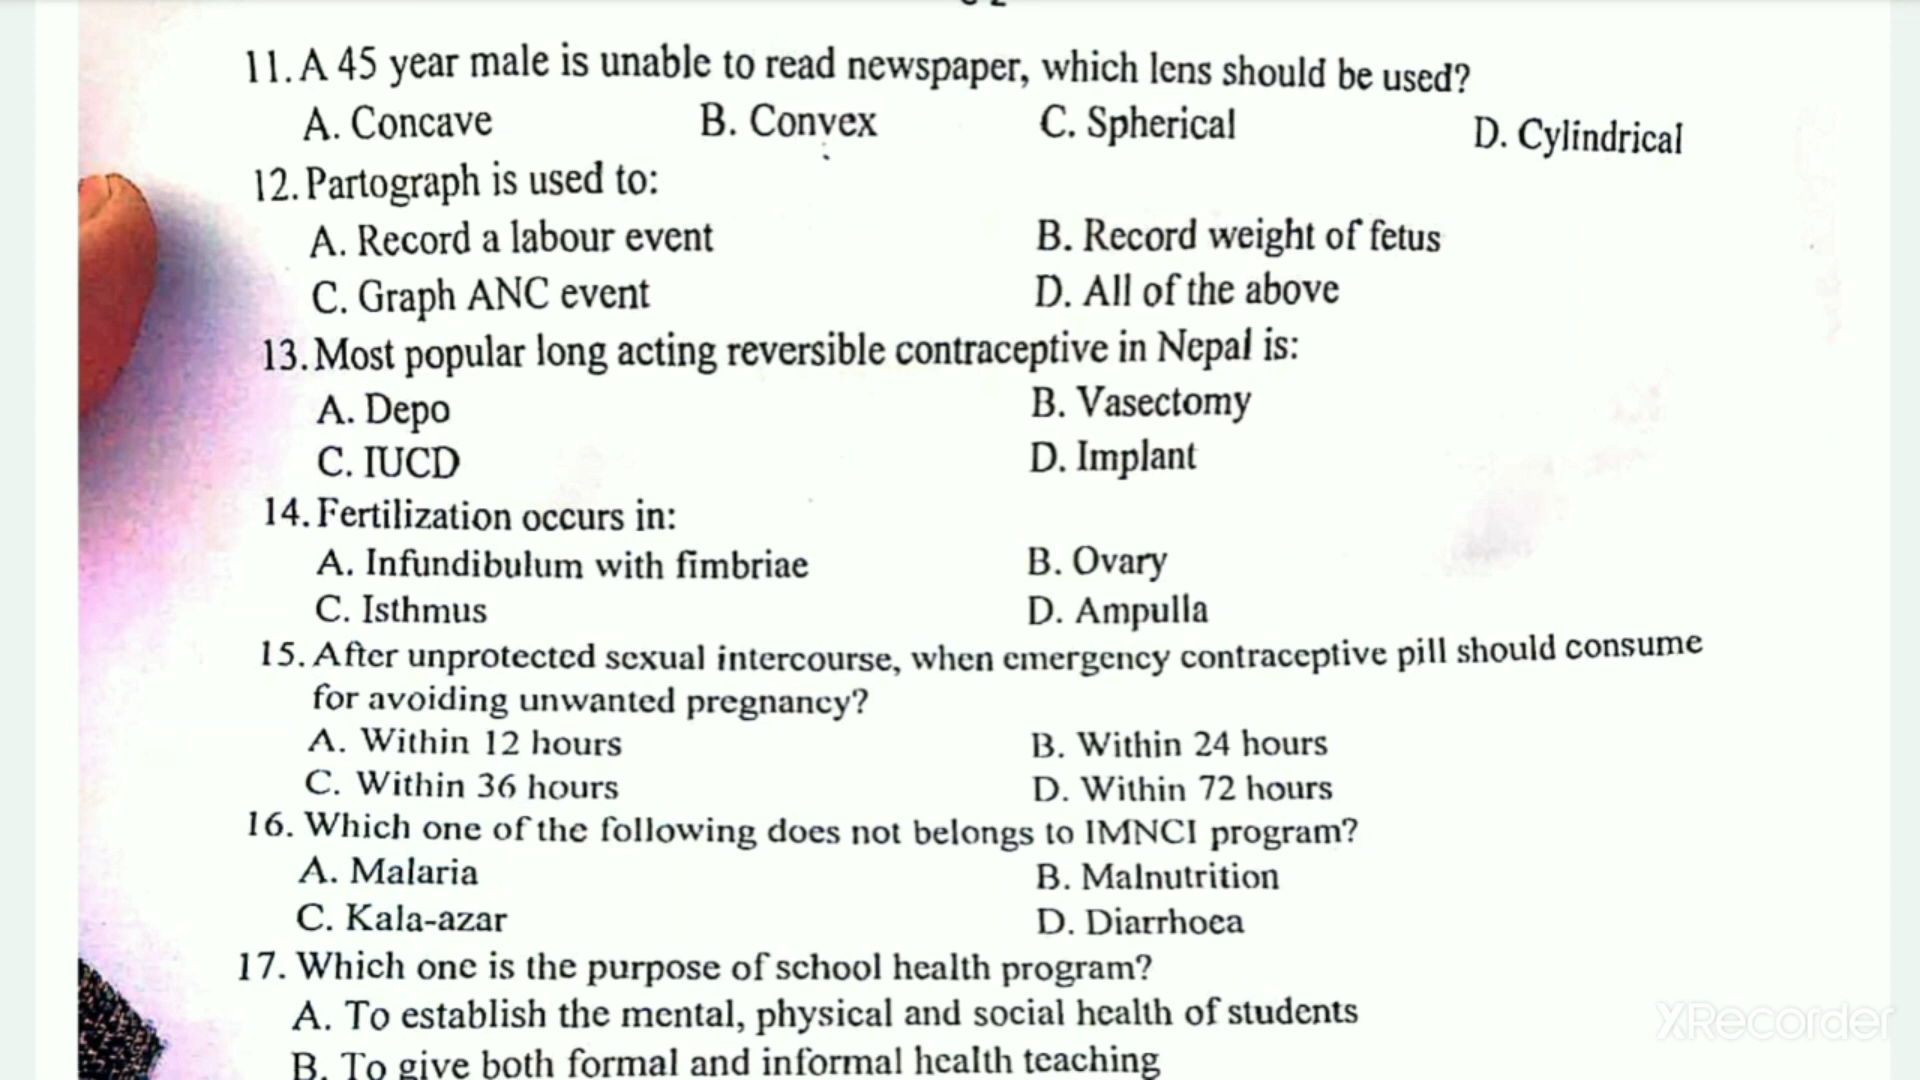 11. A 45 year male is unable to read newspaper, which lens should be used?
A. Concave B. Convex C. Spherical D. Cylindrical
12. Partograph is used to:
A. Record a labour event B. Record weight of fetus
C. Graph ANC event D. All of the above
13. Most popular long acting reversible contraceptive in Nepal is:
A. Depo B. Vasectomy
C. IUCD D. Implant
14. Fertilization occurs in:
A. Infundibulum with fimbriae B. Ovary
C. Isthmus D. Ampulla
15. After unprotected sexual intercourse, when emergency contraceptive pill should consume
for avoiding unwanted pregnancy?
A. Within 12 hours B. Within 24 hours
C. Within 36 hours D. Within 72 hours
16. Which one of the following does not belongs to IMNCI program?
A. Malaria B. Malnutrition
C. Kala-azar D. Diarrhoea
17. Which one is the purpose of school health program?
A. To establish the mental, physical and social health of students
B. To give both formal and informal health teaching
XRecorder